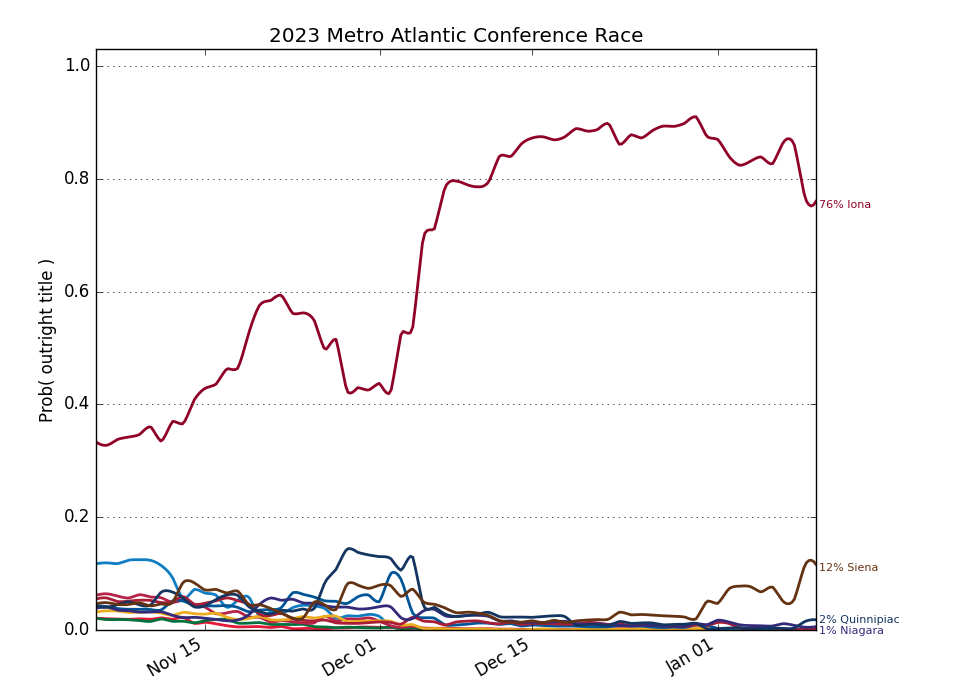 2023 Metro Atlantic Conference Race
Prob( outright title )
1.0
0.8
0.6
0.4
0.2
0.0
76% Iona
12% Siena
2% Quinnipiac
1% Niagara
Nov 15
Dec 01
Dec 15
Jan 01